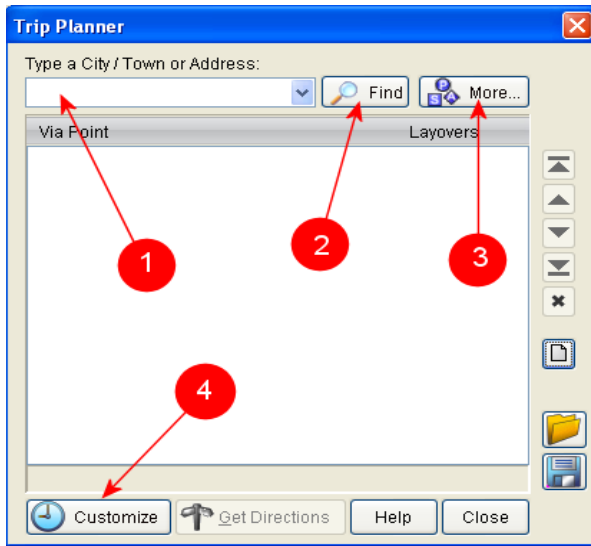 Trip Planner
Type a City / Town or Address:
Find More...
Via Point Layovers
1
2
3
4
Customize Get Directions Help Close